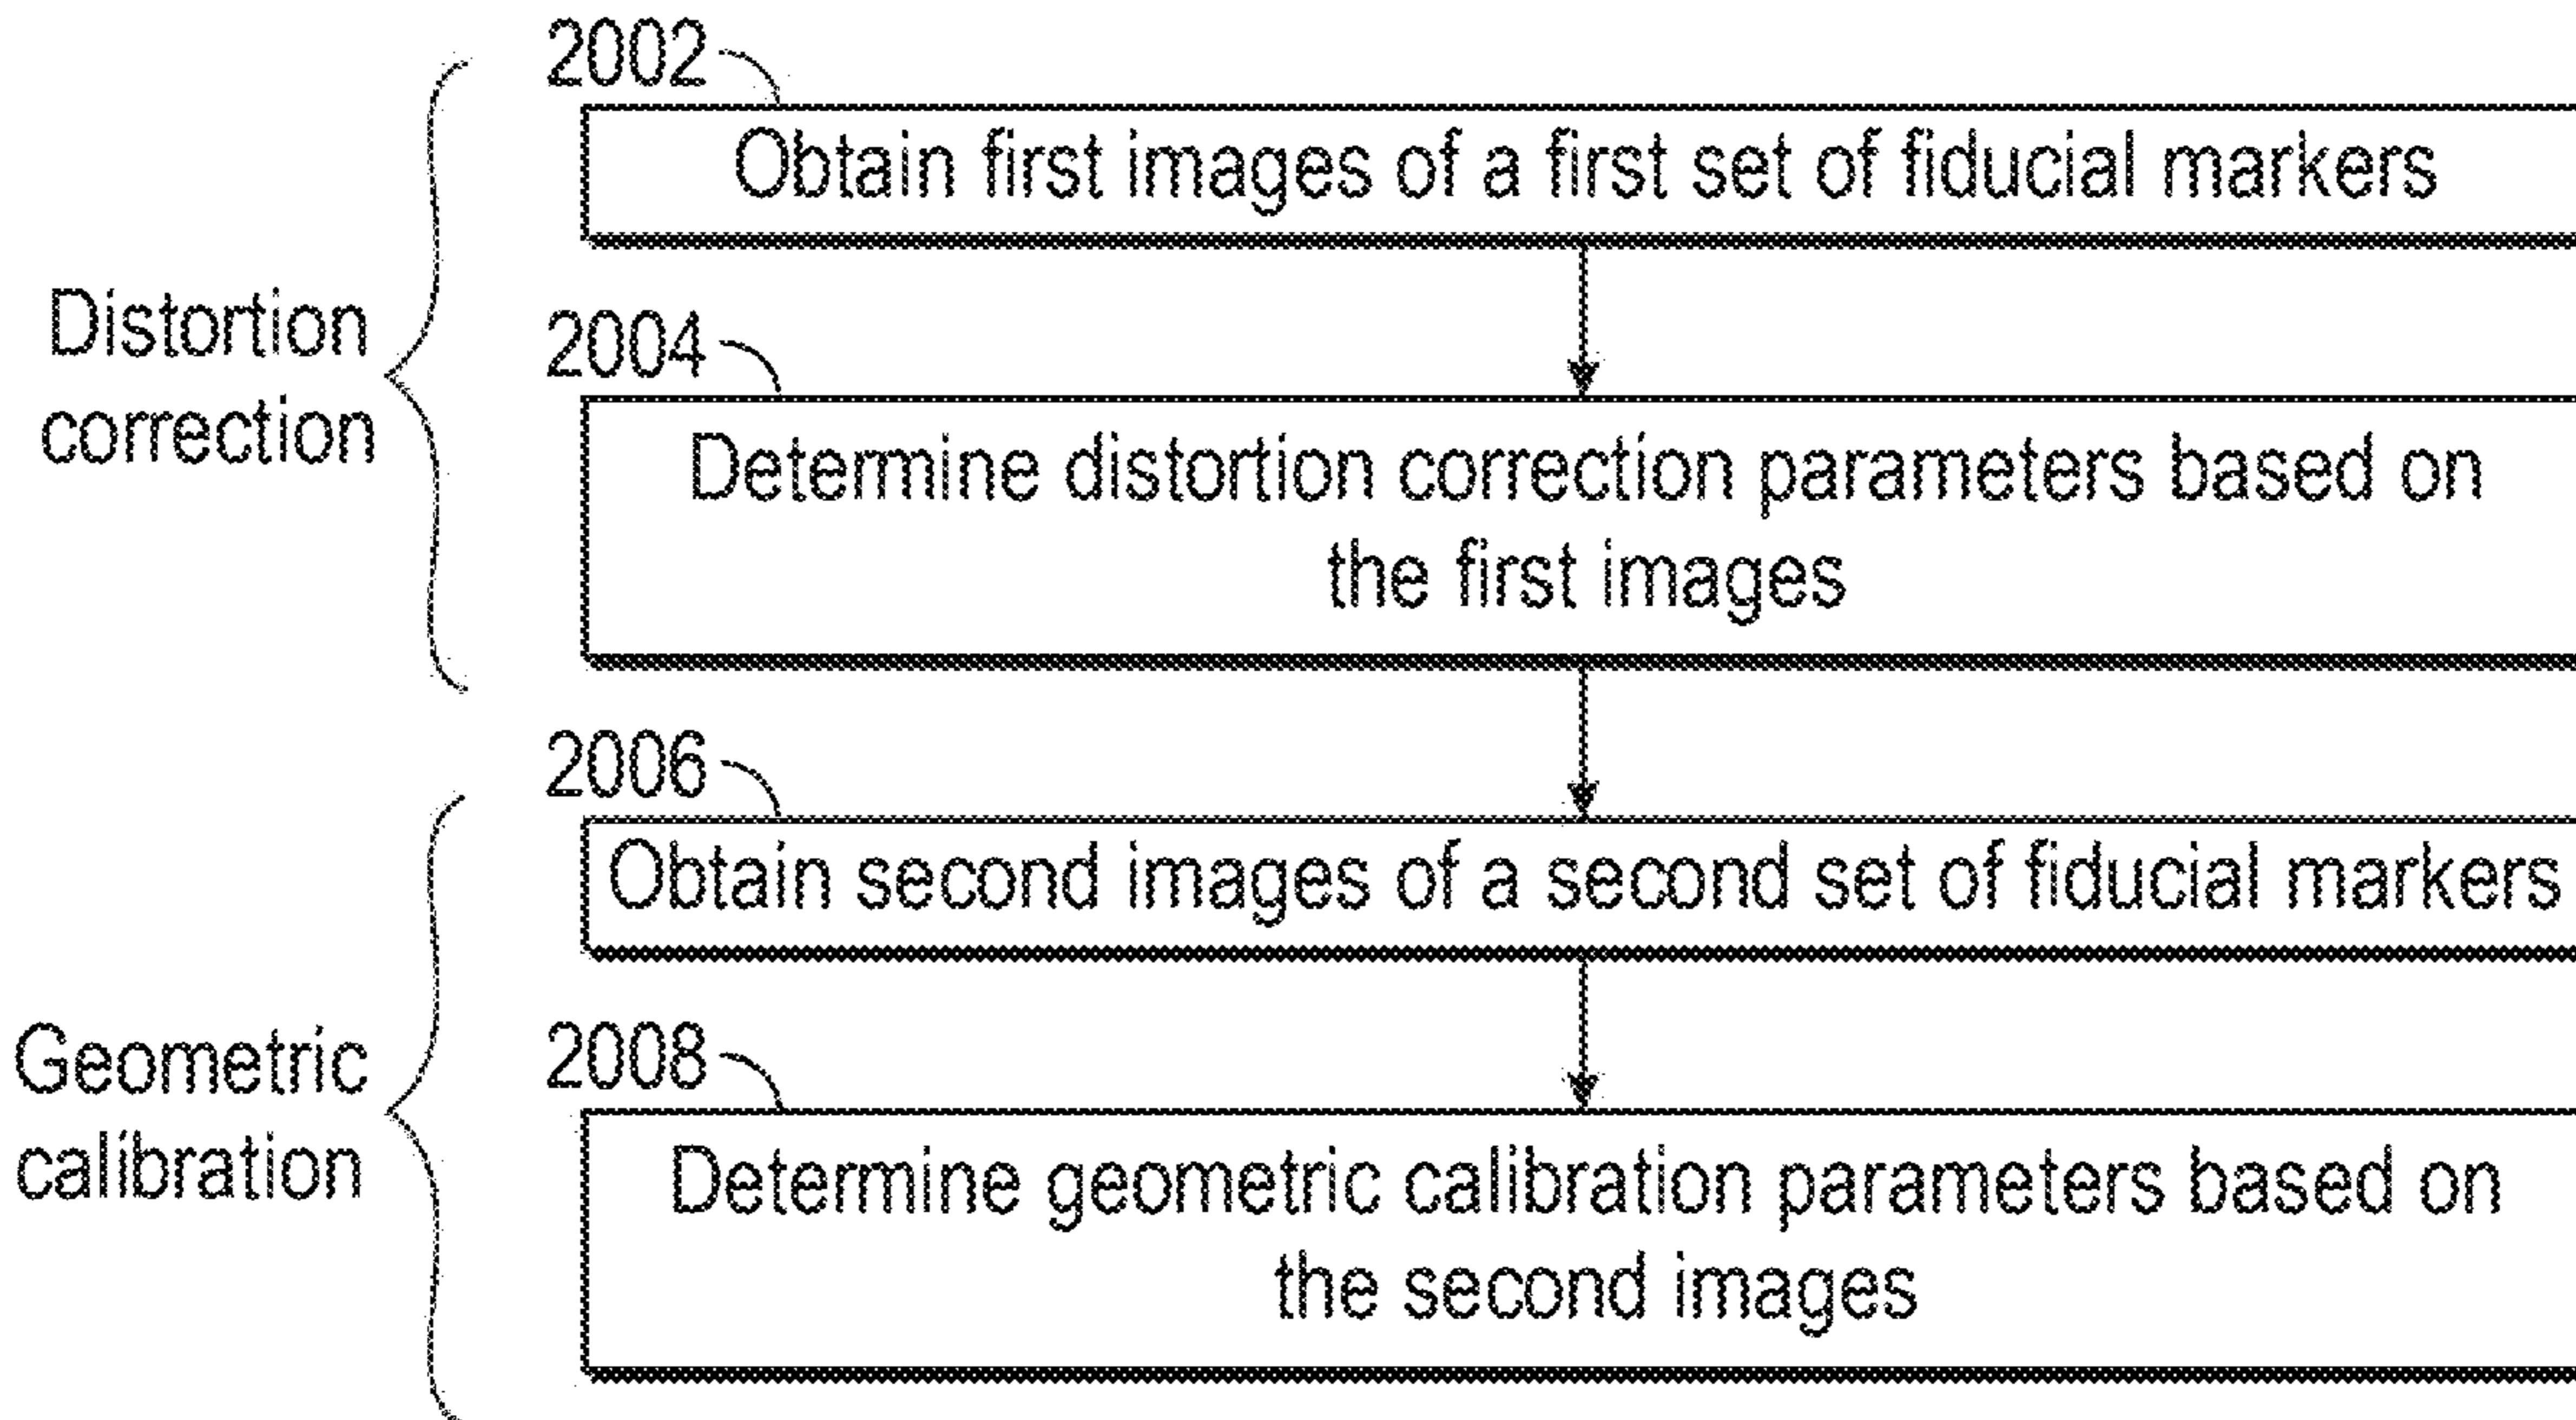 2002
Obtain first images of a first set of fiducial markers
Distortion
correction
2004
Determine distortion correction parameters based on
the first images
2006
Obtain second images of a second set of fiducial markers
Geometric
calibration
2008
Determine geometric calibration parameters based on
the second images